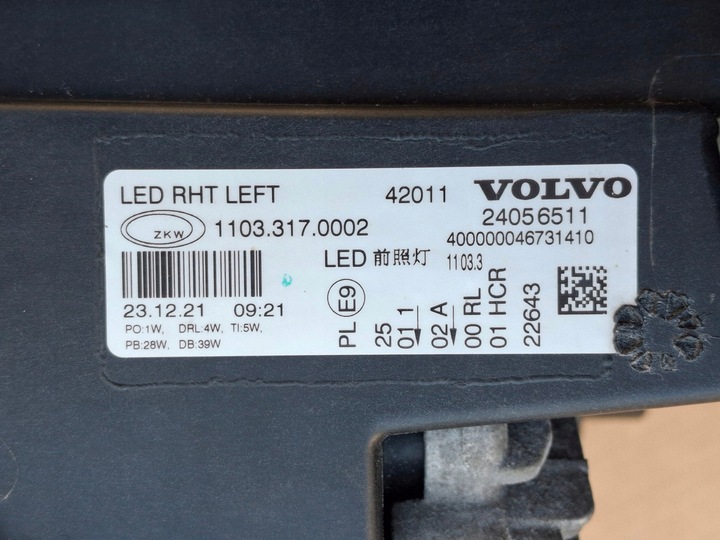 LED RHT LEFT 42011 VOLVO
ZKW 1103.317.0002 24056511
400000046731410
LED 前照灯 1103.3
23.12.21 09:21
PO:1W, DRL:4W, TI:5W,
PB:28W, DB:39W
PL E9
25
01 1
02 A
00 RL
01 HCR
22643